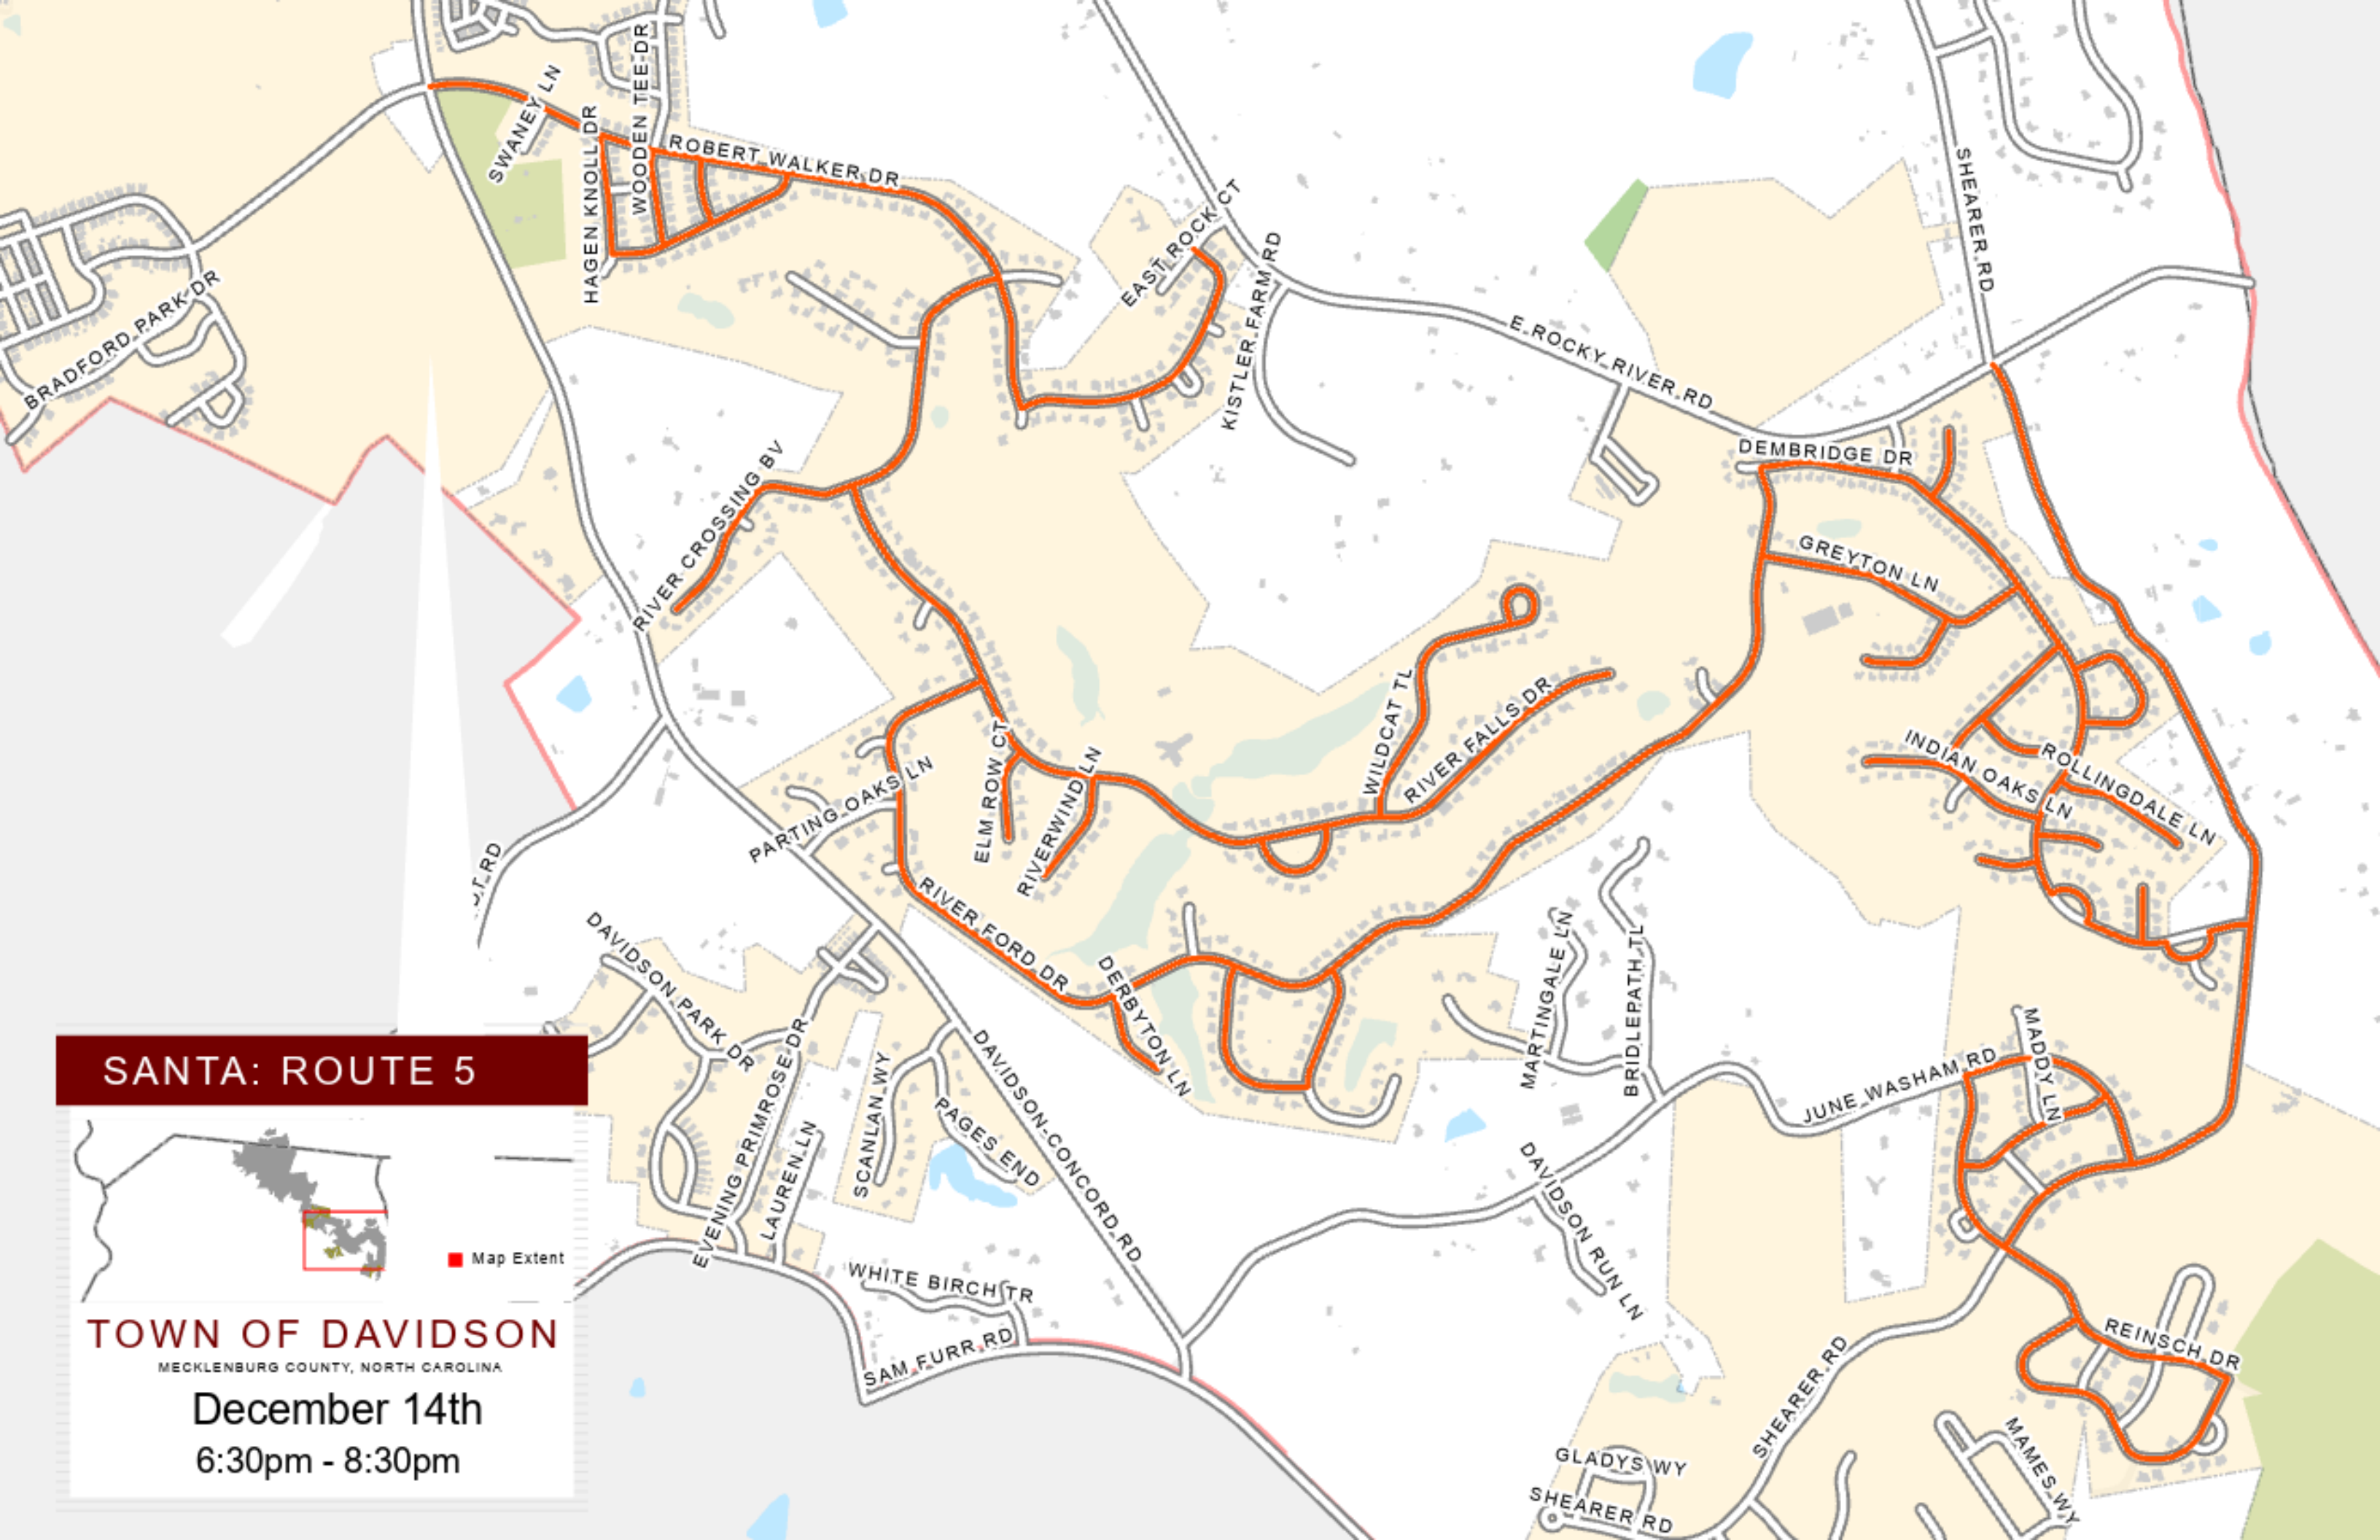 SWANEY LN
WOODEN TEE DR
HAGEN KNOLL DR
ROBERT WALKER DR
EAST ROCK CT
KISTLER FARM RD
SHEARER RD
BRADFORD PARK DR
E ROCKY RIVER RD
DEMBRIDGE DR
RIVER CROSSING BV
GREYTON LN
WILDCAT TL
RIVER FALLS DR
INDIAN OAKS LN
ROLLINGDALE LN
PARTING OAKS LN
ELM ROW CT
RIVERWIND LN
RIVER FORD DR
DERBYTON LN
DAVIDSON PARK DR
MARTINGALE LN
BRIDLEPATH TL
MADDY LN
JUNE WASHAM RD
EVENING PRIMROSE DR
LAUREN LN
SCANLAN WY
PAGES END
DAVIDSON-CONCORD RD
DAVIDSON RUN LN
WHITE BIRCH TR
SAM FURR RD
REINSCH DR
SHEARER RD
MAMES WY
GLADYS WY
SHEARER RD
SANTA: ROUTE 5
Map Extent
TOWN OF DAVIDSON
MECKLENBURG COUNTY, NORTH CAROLINA
December 14th
6:30pm - 8:30pm